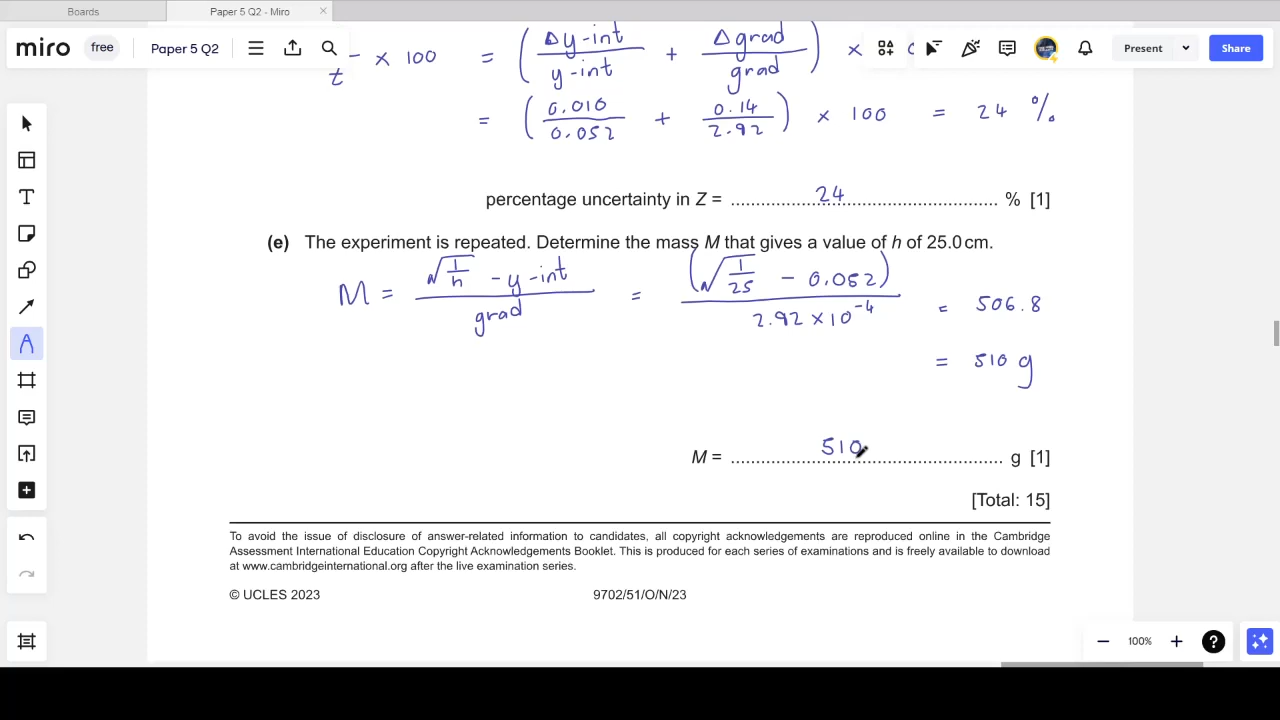 Boards
Paper 5 Q2 - Miro
miro free Paper 5 Q2
Present
Share
t × 100 = ( Δ y-int / y-int + Δ grad / grad ) ×
= ( 0.010 / 0.052 + 0.14 / 2.92 ) × 100 = 24 %
percentage uncertainty in Z = 24 % [1]
(e) The experiment is repeated. Determine the mass M that gives a value of h of 25.0 cm.
M = √(1/h) - y-int / grad = (√(1/25) - 0.052) / 2.92 × 10⁻⁴ = 506.8
= 510 g
M = 510 g [1]
[Total: 15]
To avoid the issue of disclosure of answer-related information to candidates, all copyright acknowledgements are reproduced online in the Cambridge
Assessment International Education Copyright Acknowledgements Booklet. This is produced for each series of examinations and is freely available to download
at www.cambridgeinternational.org after the live examination series.
© UCLES 2023 9702/51/O/N/23
100%